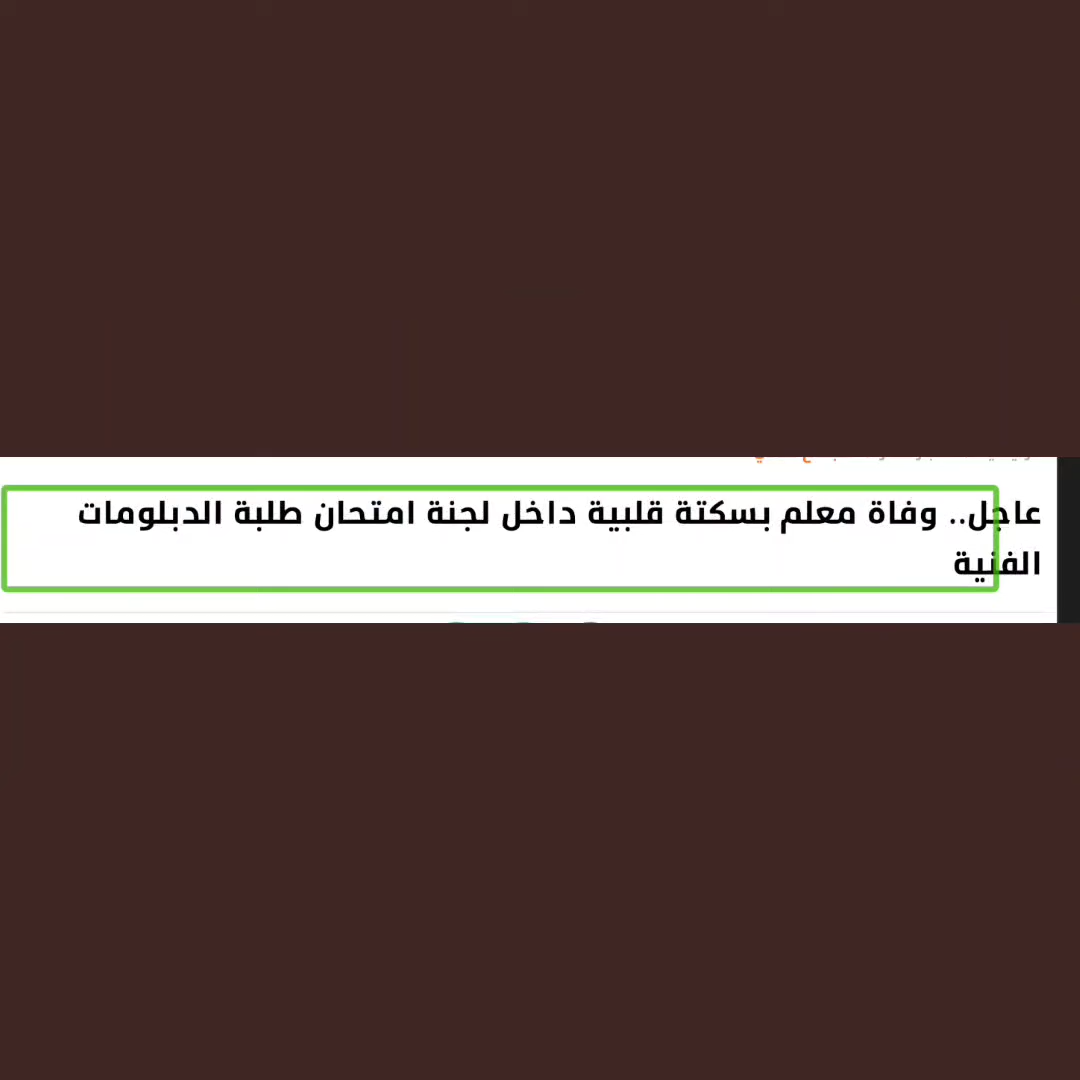 عاجل.. وفاة معلم بسكتة قلبية داخل لجنة امتحان طلبة الدبلومات
الفنية